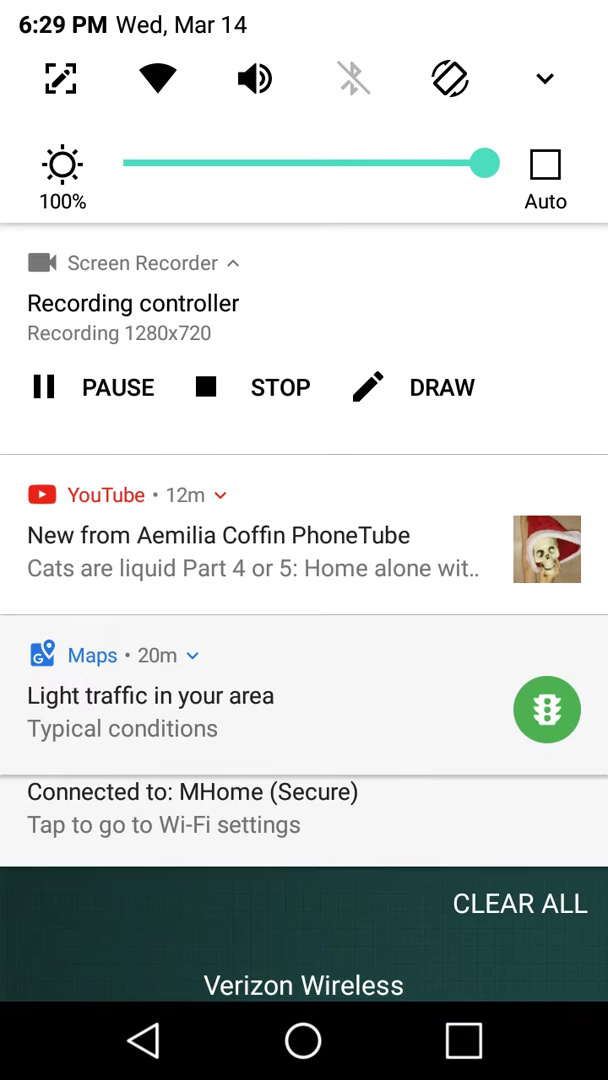 6:29 PM Wed, Mar 14
100%
Auto
Screen Recorder
Recording controller
Recording 1280x720
PAUSE STOP DRAW
YouTube • 12m
New from Aemilia Coffin PhoneTube
Cats are liquid Part 4 or 5: Home alone wit..
Maps • 20m
Light traffic in your area
Typical conditions
Connected to: MHome (Secure)
Tap to go to Wi-Fi settings
CLEAR ALL
Verizon Wireless